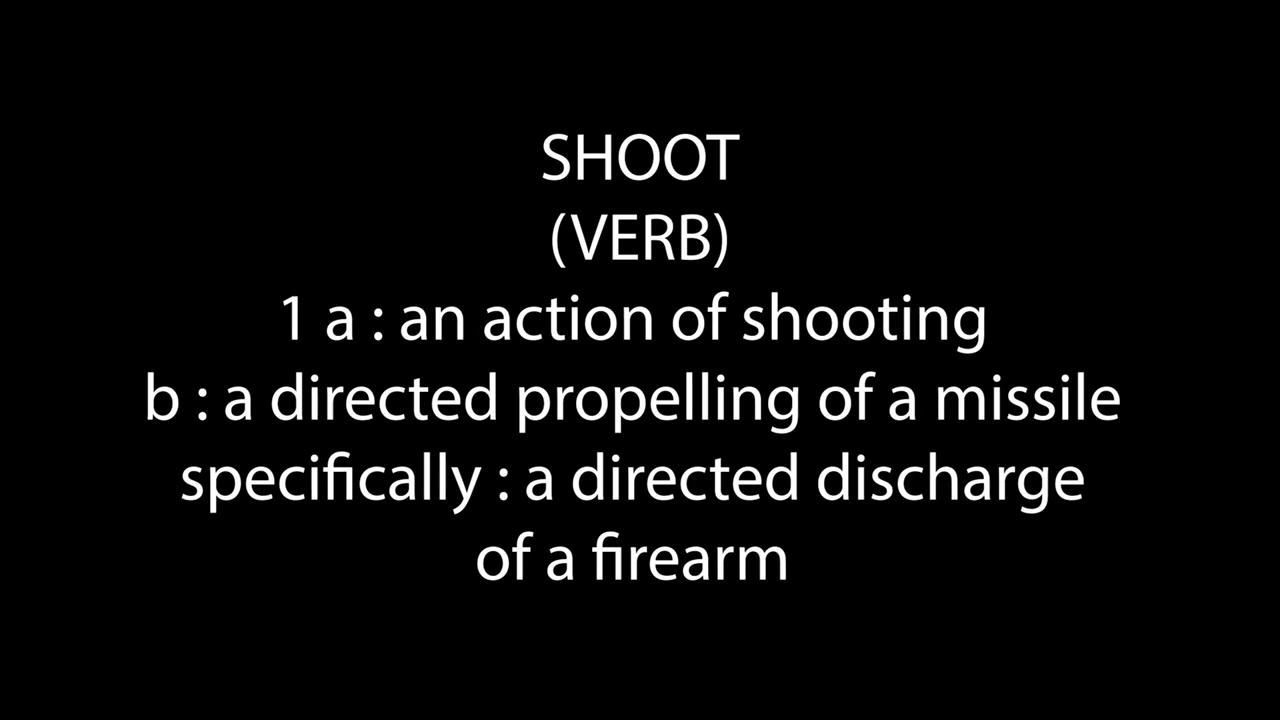 SHOOT
(VERB)
1 a : an action of shooting
b : a directed propelling of a missile
specifically : a directed discharge
of a firearm